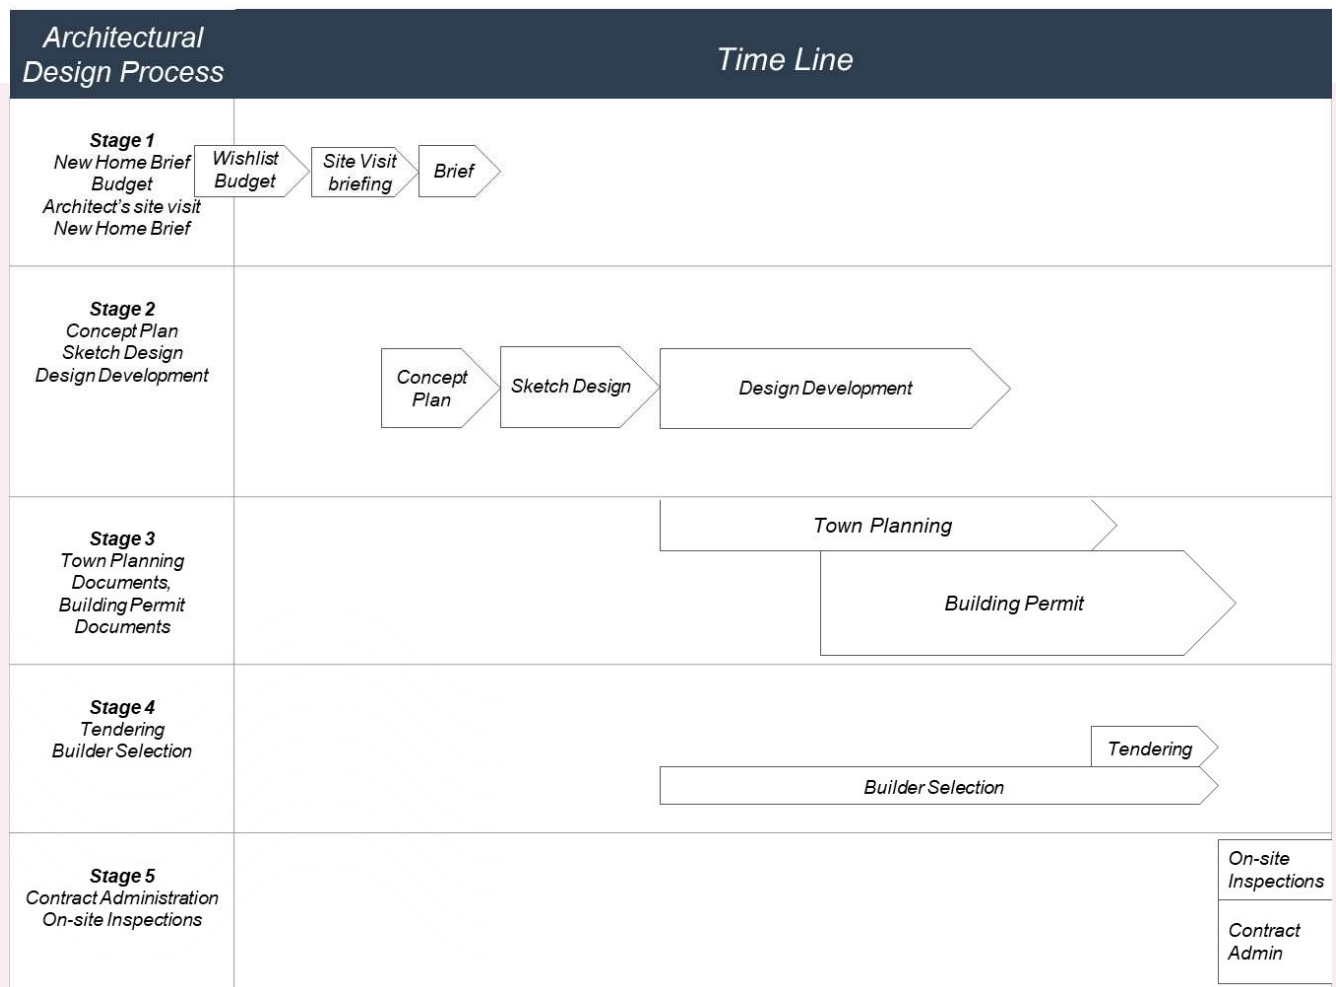 Architectural
Design Process
Time Line
Stage 1
New Home Brief
Budget
Architect's site visit
New Home Brief
Wishlist
Budget
Site Visit
briefing
Brief
Stage 2
Concept Plan
Sketch Design
Design Development
Concept
Plan
Sketch Design
Design Development
Stage 3
Town Planning
Documents,
Building Permit
Documents
Town Planning
Building Permit
Stage 4
Tendering
Builder Selection
Tendering
Builder Selection
Stage 5
Contract Administration
On-site Inspections
On-site
Inspections
Contract
Admin